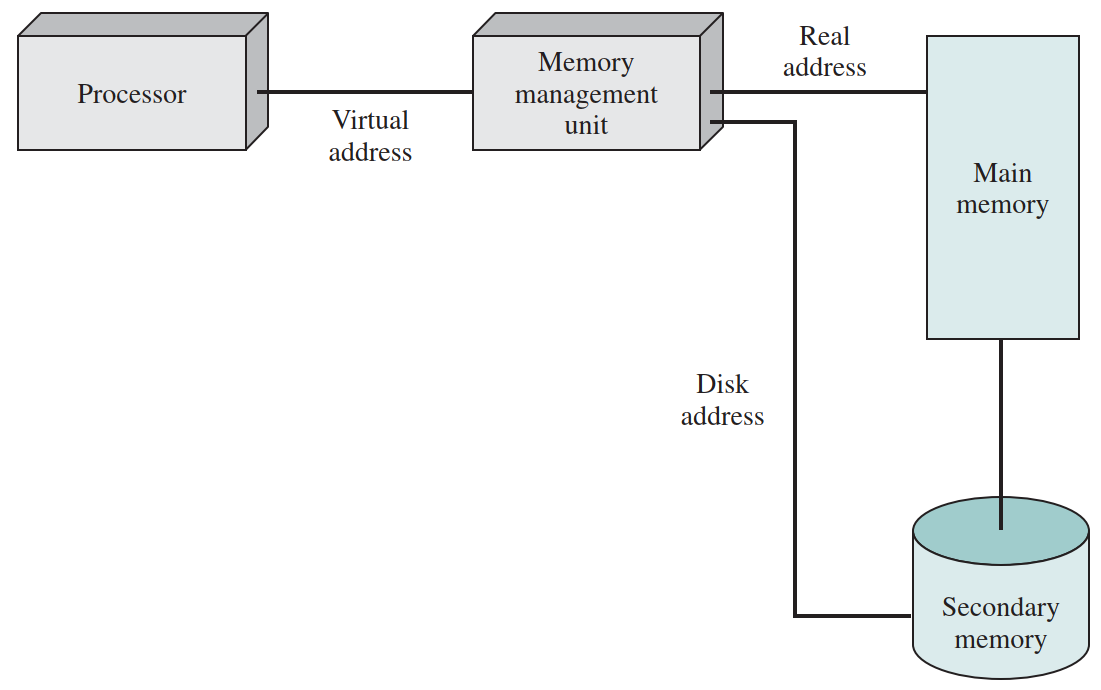 Processor
Virtual
address
Memory
management
unit
Real
address
Main
memory
Disk
address
Secondary
memory